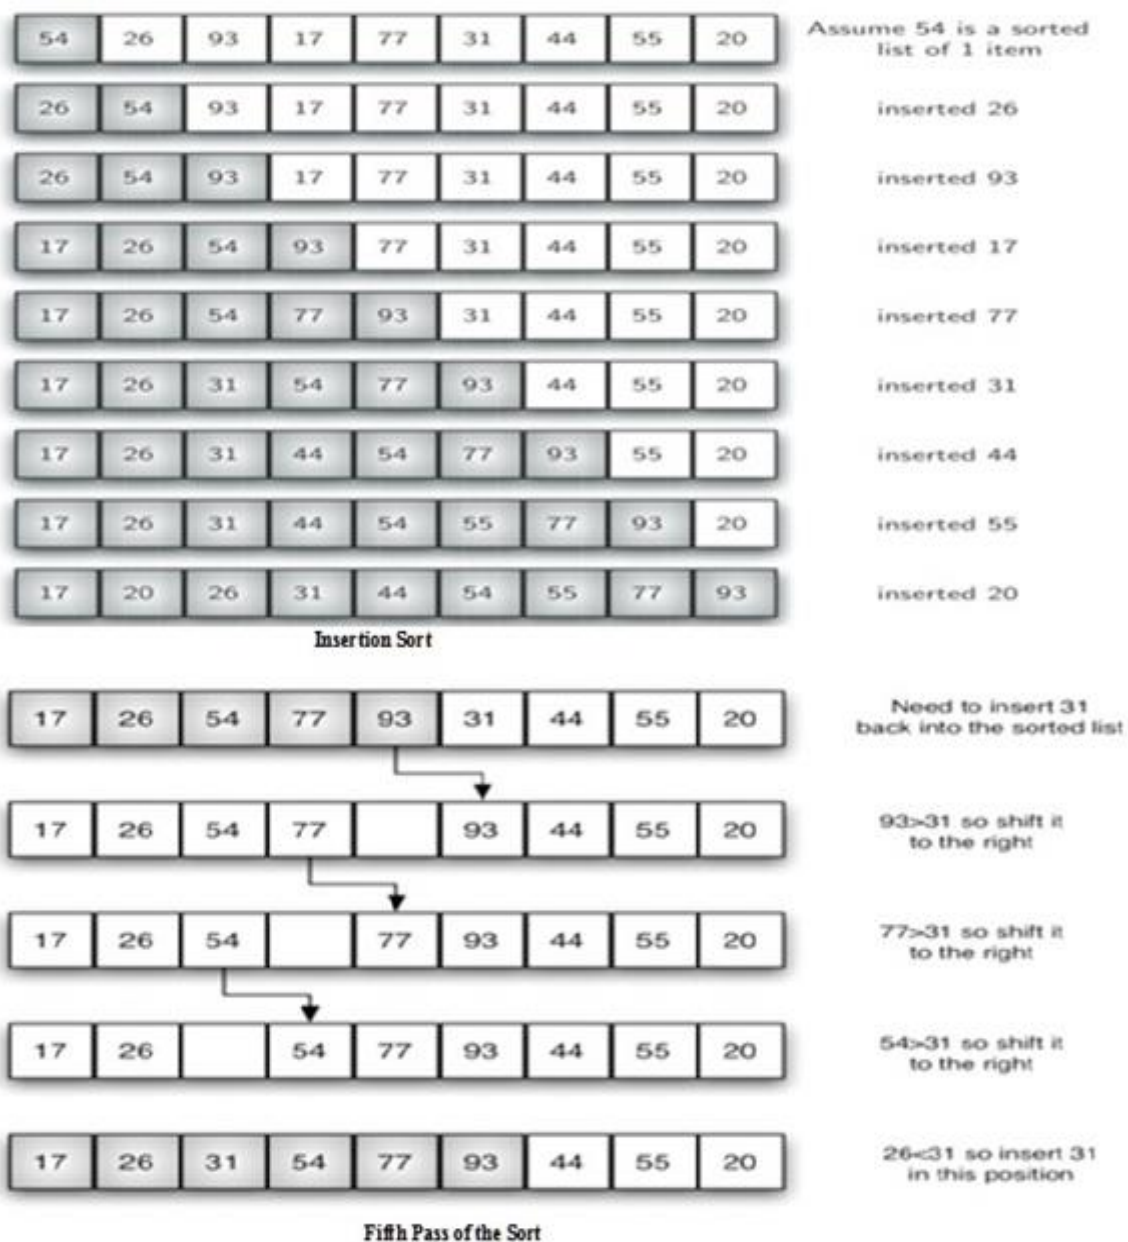 54 26 93 17 77 31 44 55 20 Assume 54 is a sorted
list of 1 item
26 54 93 17 77 31 44 55 20 inserted 26
26 54 93 17 77 31 44 55 20 inserted 93
17 26 54 93 77 31 44 55 20 inserted 17
17 26 54 77 93 31 44 55 20 inserted 77
17 26 31 54 77 93 44 55 20 inserted 31
17 26 31 44 54 77 93 55 20 inserted 44
17 26 31 44 54 55 77 93 20 inserted 55
17 20 26 31 44 54 55 77 93 inserted 20
Insertion Sort
17 26 54 77 93 31 44 55 20 Need to insert 31
back into the sorted list
17 26 54 77 93 44 55 20 93>31 so shift it
to the right
17 26 54 77 93 44 55 20 77>31 so shift it
to the right
17 26 54 77 93 44 55 20 54>31 so shift it
to the right
17 26 31 54 77 93 44 55 20 26<31 so insert 31
in this position
Fifth Pass of the Sort